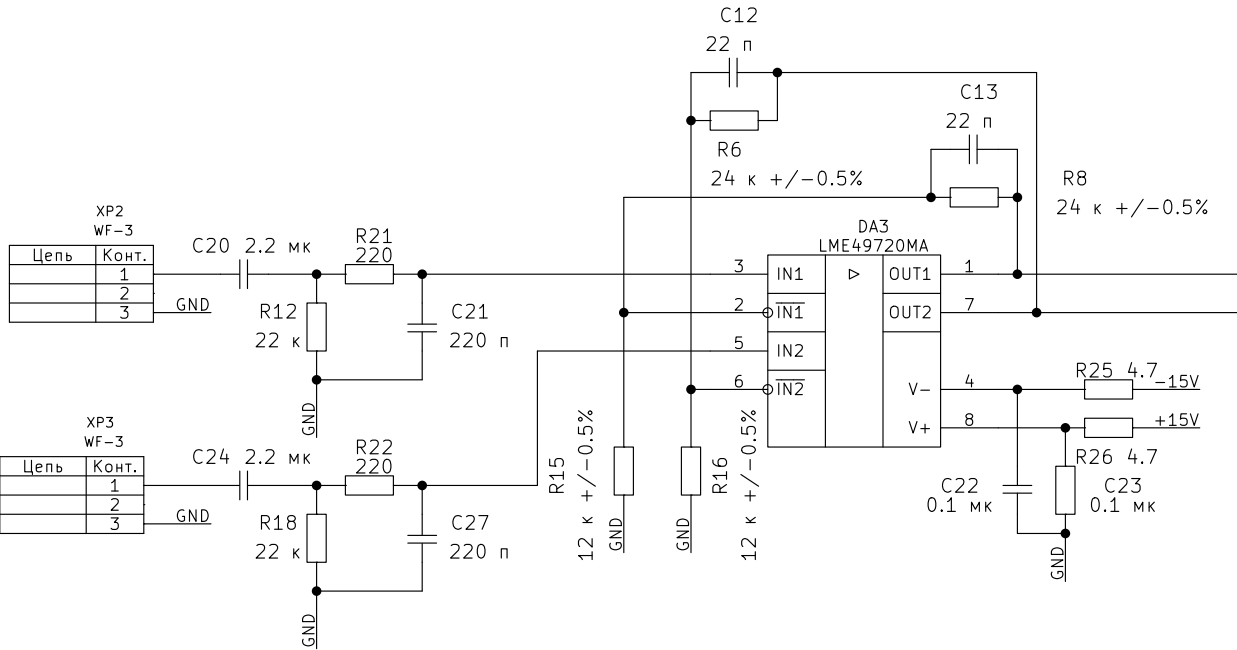 C12
22 п
C13
22 п
R6
24 к +/-0.5%
R8
24 к +/-0.5%
XP2
WF-3
Цепь Конт.
1
2
3 GND
C20 2.2 мк
R21
220
R12
22 к
C21
220 п
GND
DA3
LME49720MA
3 IN1 ▷ OUT1 1
2 IN1 OUT2 7
5 IN2
6 IN2 V- 4
V+ 8
R25 4.7 -15V
+15V
R26 4.7
C22
0.1 мк
C23
0.1 мк
GND
XP3
WF-3
Цепь Конт.
1
2
3 GND
C24 2.2 мк
R22
220
R18
22 к
C27
220 п
GND
R15
12 к +/-0.5%
GND
R16
12 к +/-0.5%
GND